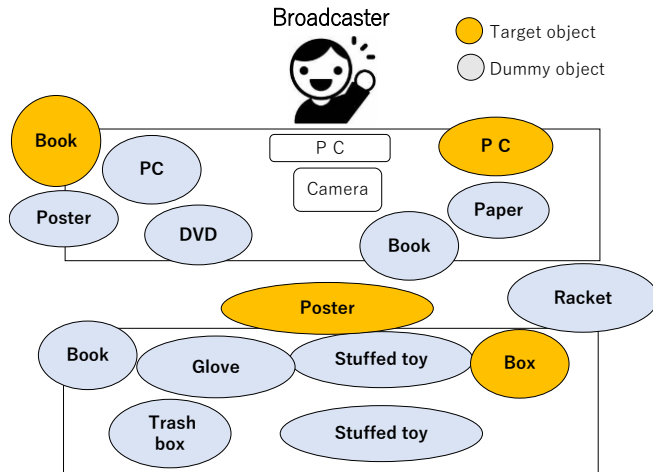 Broadcaster
Target object
Dummy object
Book
PC
P C
P C
Camera
Poster
DVD
Book
Paper
Poster
Racket
Book
Glove
Stuffed toy
Box
Trash
box
Stuffed toy